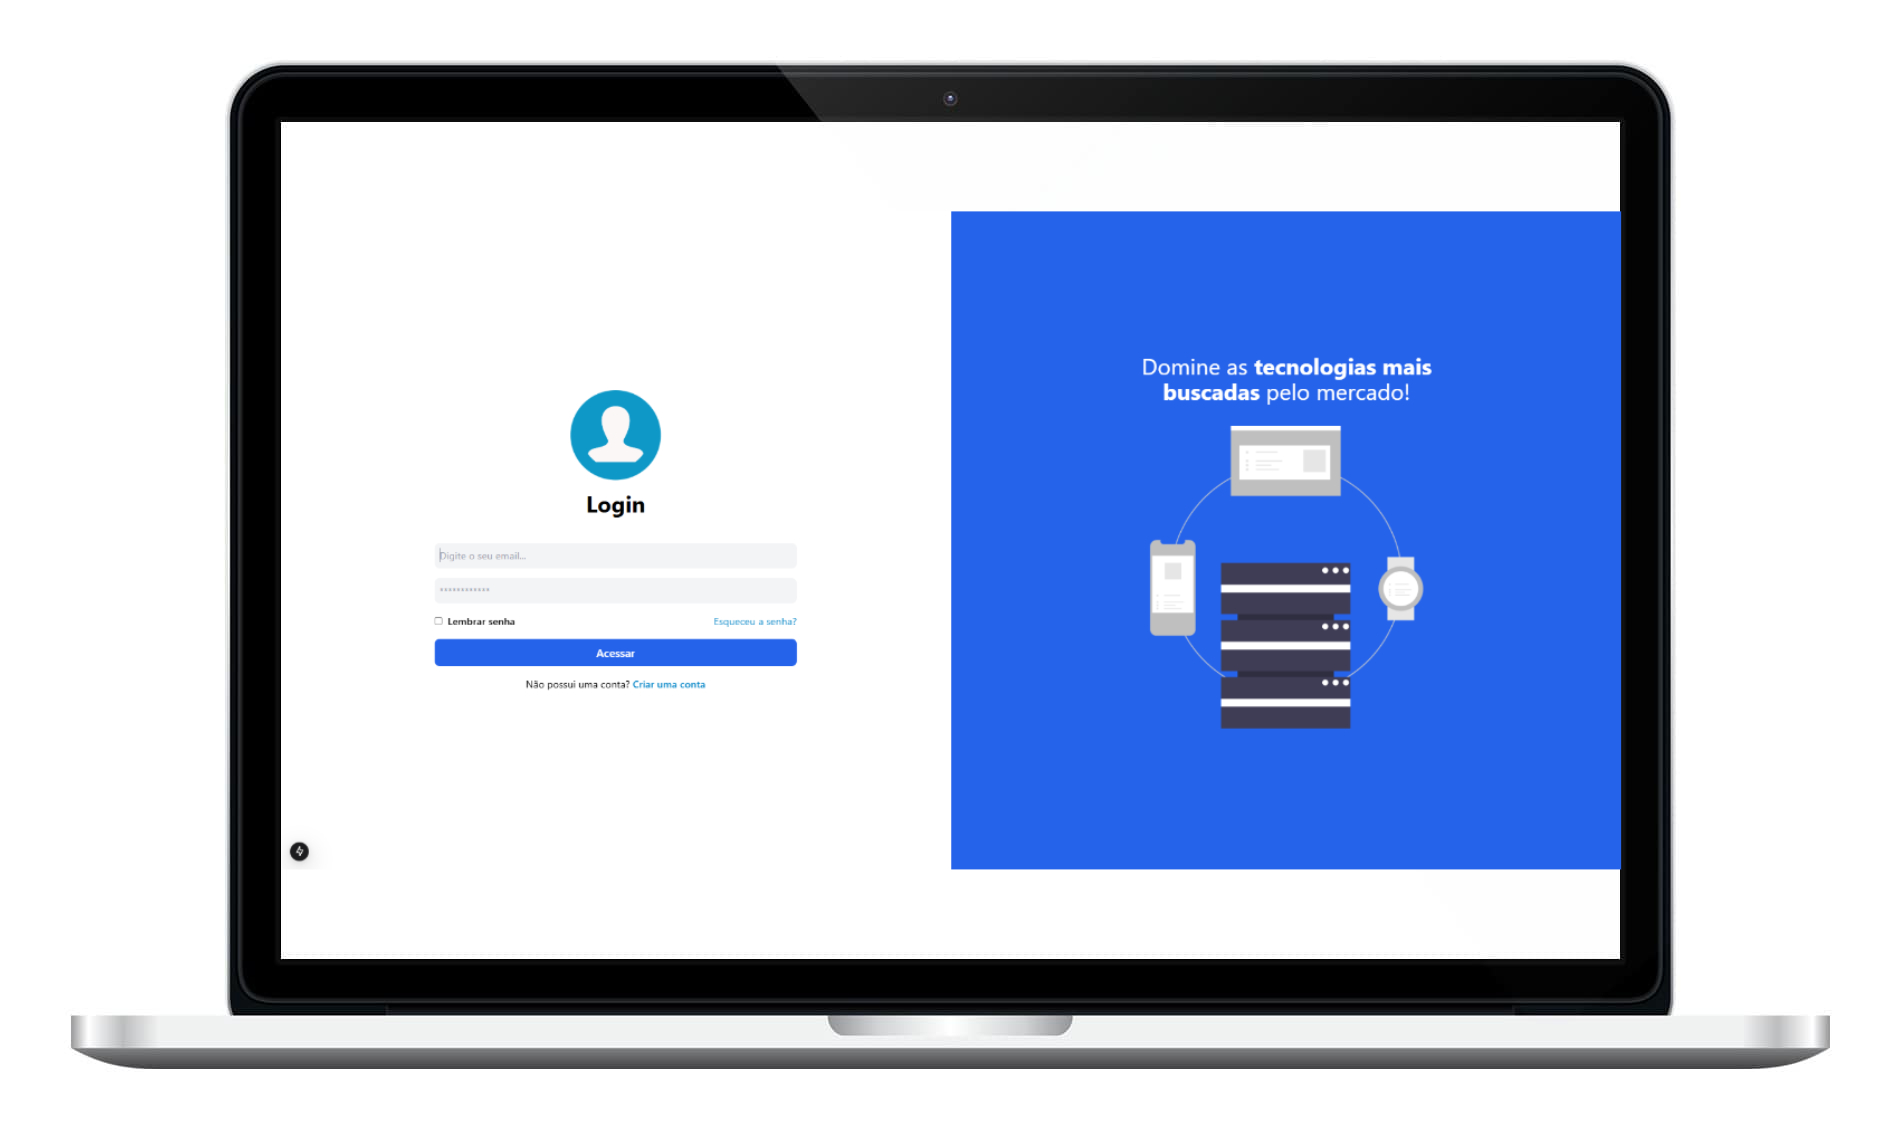 Login
Digite o seu email...
************
Lembrar senha
Esqueceu a senha?
Acessar
Não possui uma conta? Criar uma conta
Domine as tecnologias mais
buscadas pelo mercado!